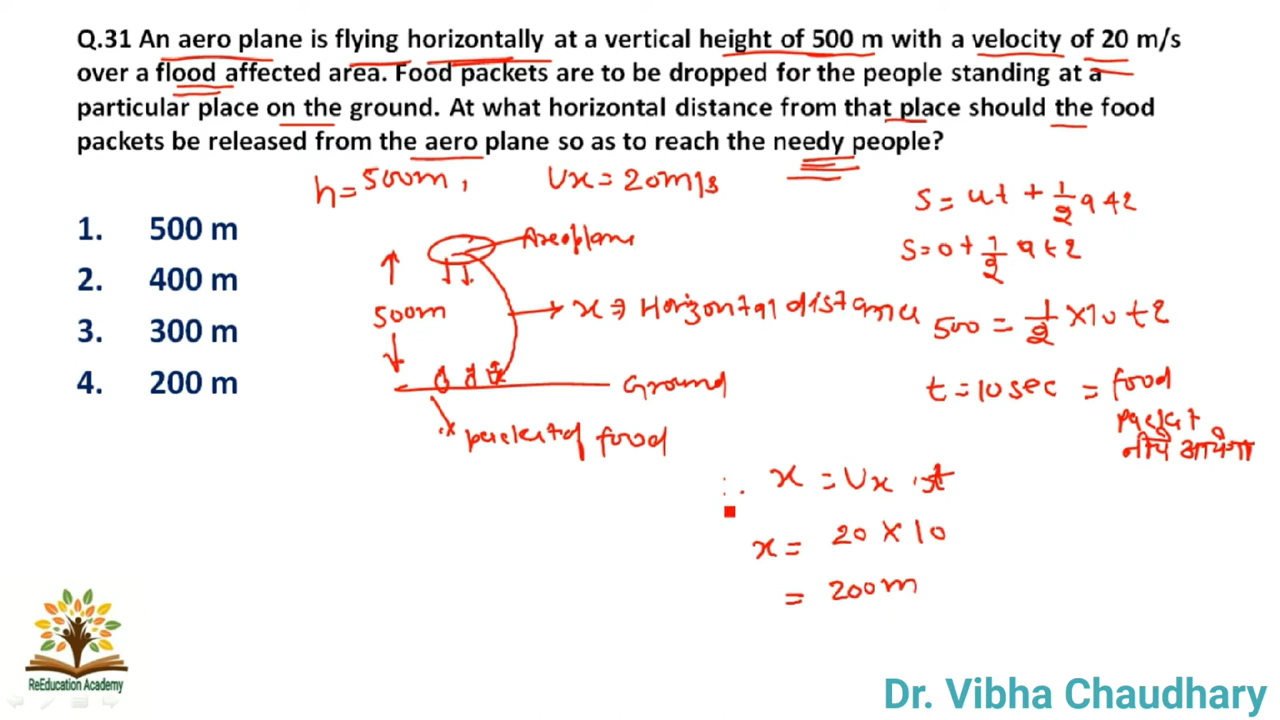 Q.31 An aero plane is flying horizontally at a vertical height of 500 m with a velocity of 20 m/s
over a flood affected area. Food packets are to be dropped for the people standing at a
particular place on the ground. At what horizontal distance from that place should the food
packets be released from the aero plane so as to reach the needy people?
h = 500m, Ux = 20m/s
1. 500 m
2. 400 m
3. 300 m
4. 200 m
Aeroplane
500m
x ⇒ Horizontal distance
Ground
packet of food
S = ut + 1/2 a t2
S = 0 + 1/2 a t2
500 = 1/2 × 10 t2
t = 10 sec = food
packet
नीचे आयेगा
∴ x = Ux . t
x = 20 × 10
= 200m
ReEducation Academy
Dr. Vibha Chaudhary